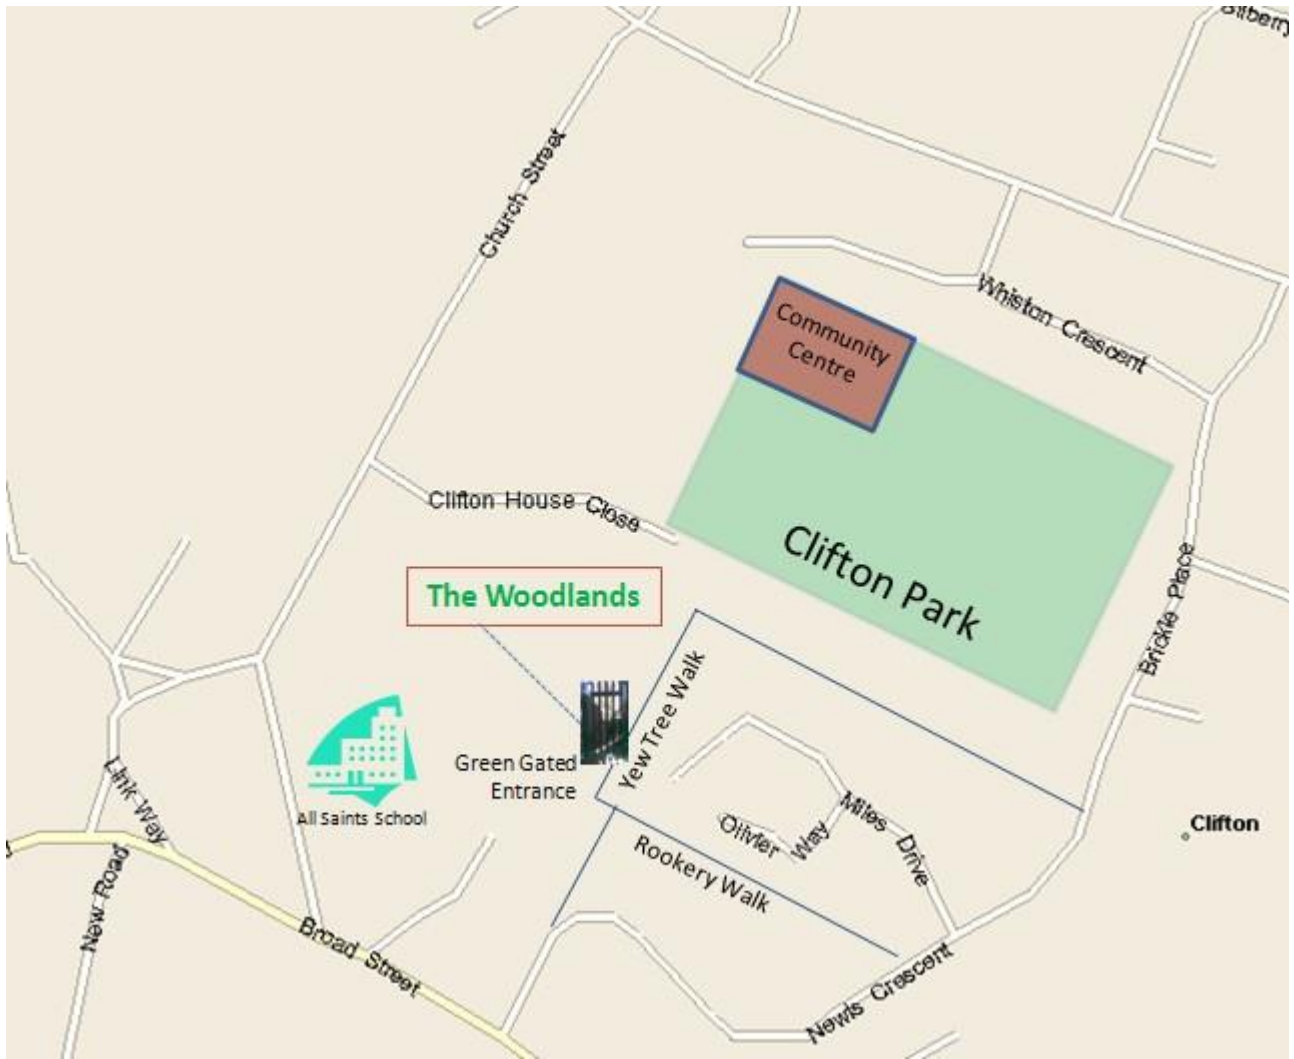 Church Street
Whiston Crescent
Community
Centre
Clifton House Close
Clifton Park
The Woodlands
Brickle Place
Yew Tree Walk
Green Gated
Entrance
All Saints School
Link Way
Miles Drive
Olivier Way
Clifton
Rookery Walk
New Road
Broad Street
Newis Crescent